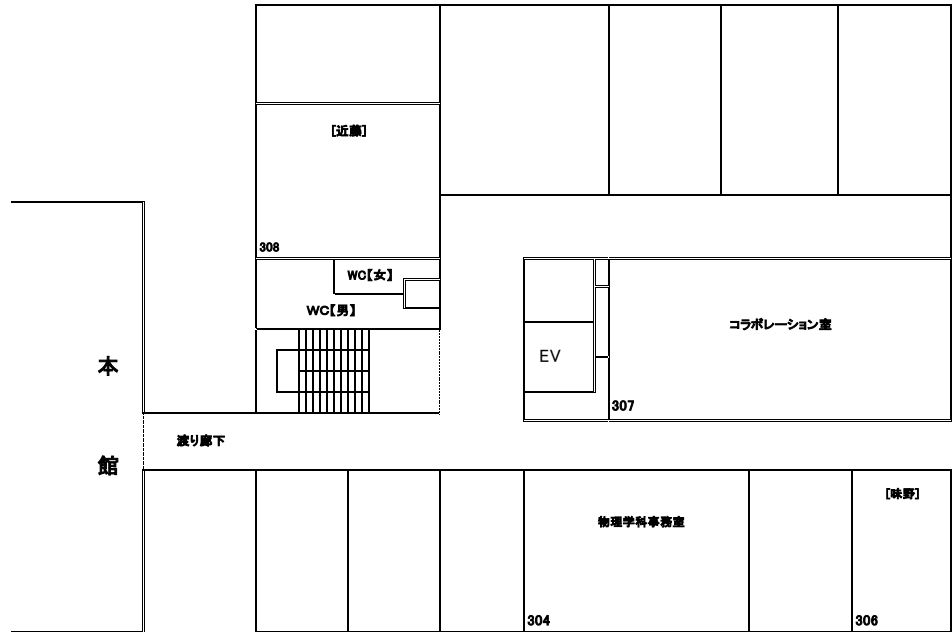 [近藤]
308
WC【女】
WC【男】
コラボレーション室
EV
本
307
渡り廊下
館
[味野]
物理学科事務室
304
306